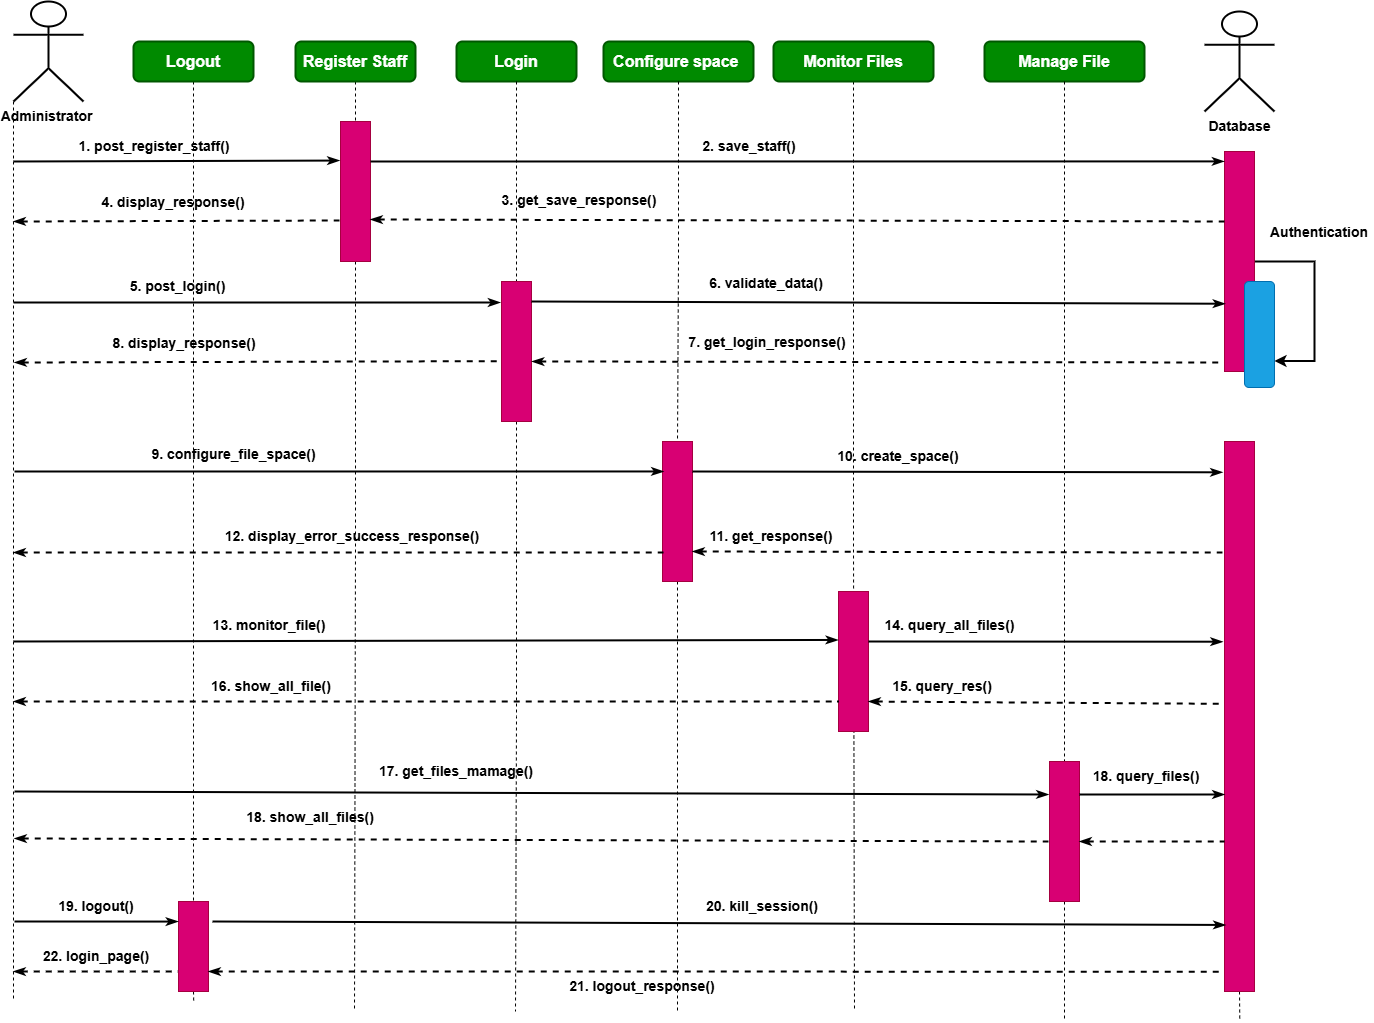 Logout
Register Staff
Login
Configure space
Monitor Files
Manage File
Administrator
Database
1. post_register_staff()
2. save_staff()
4. display_response()
3. get_save_response()
Authentication
5. post_login()
6. validate_data()
8. display_response()
7. get_login_response()
9. configure_file_space()
10. create_space()
12. display_error_success_response()
11. get_response()
13. monitor_file()
14. query_all_files()
16. show_all_file()
15. query_res()
17. get_files_mamage()
18. query_files()
18. show_all_files()
19. logout()
20. kill_session()
22. login_page()
21. logout_response()